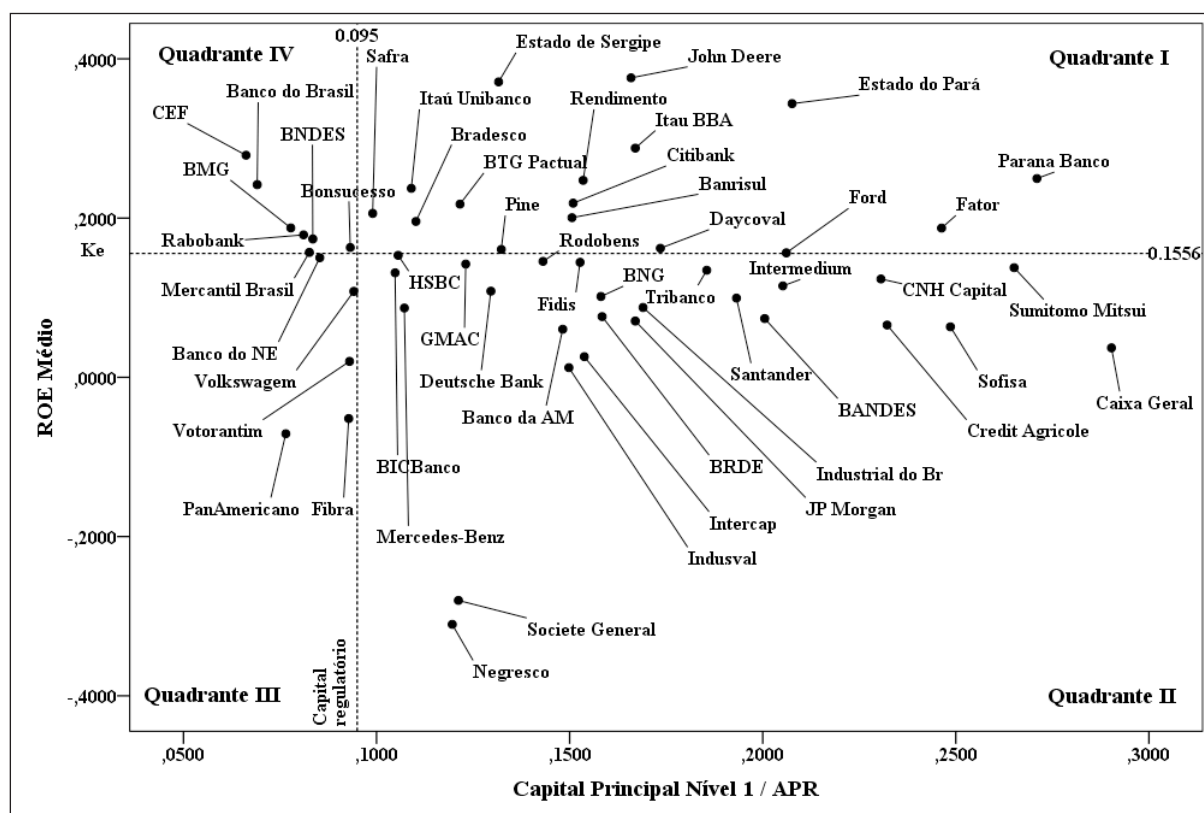 0.095
,4000
Quadrante IV
Safra
Estado de Sergipe
John Deere
Quadrante I
Banco do Brasil
Itaú Unibanco
Rendimento
Estado do Pará
CEF
BNDES
Bradesco
Itau BBA
BMG
BTG Pactual
Citibank
Parana Banco
Bonsucesso
Banrisul
,2000
Pine
Daycoval
Ford
Fator
Rabobank
Ke
Rodobens
0.1556
Mercantil Brasil
HSBC
BNG
Intermedium
Fidis
Tribanco
CNH Capital
Sumitomo Mitsui
GMAC
Banco do NE
Volkswagem
Deutsche Bank
Santander
Sofisa
,0000
Banco da AM
BANDES
Caixa Geral
Votorantim
Credit Agricole
BICBanco
BRDE
Industrial do Br
PanAmericano
Fibra
JP Morgan
Intercap
-,2000
Mercedes-Benz
Indusval
Societe General
Negresco
Capital
regulatório
-,4000
Quadrante III
Quadrante II
ROE Médio
,0500
,1000
,1500
,2000
,2500
,3000
Capital Principal Nível 1 / APR